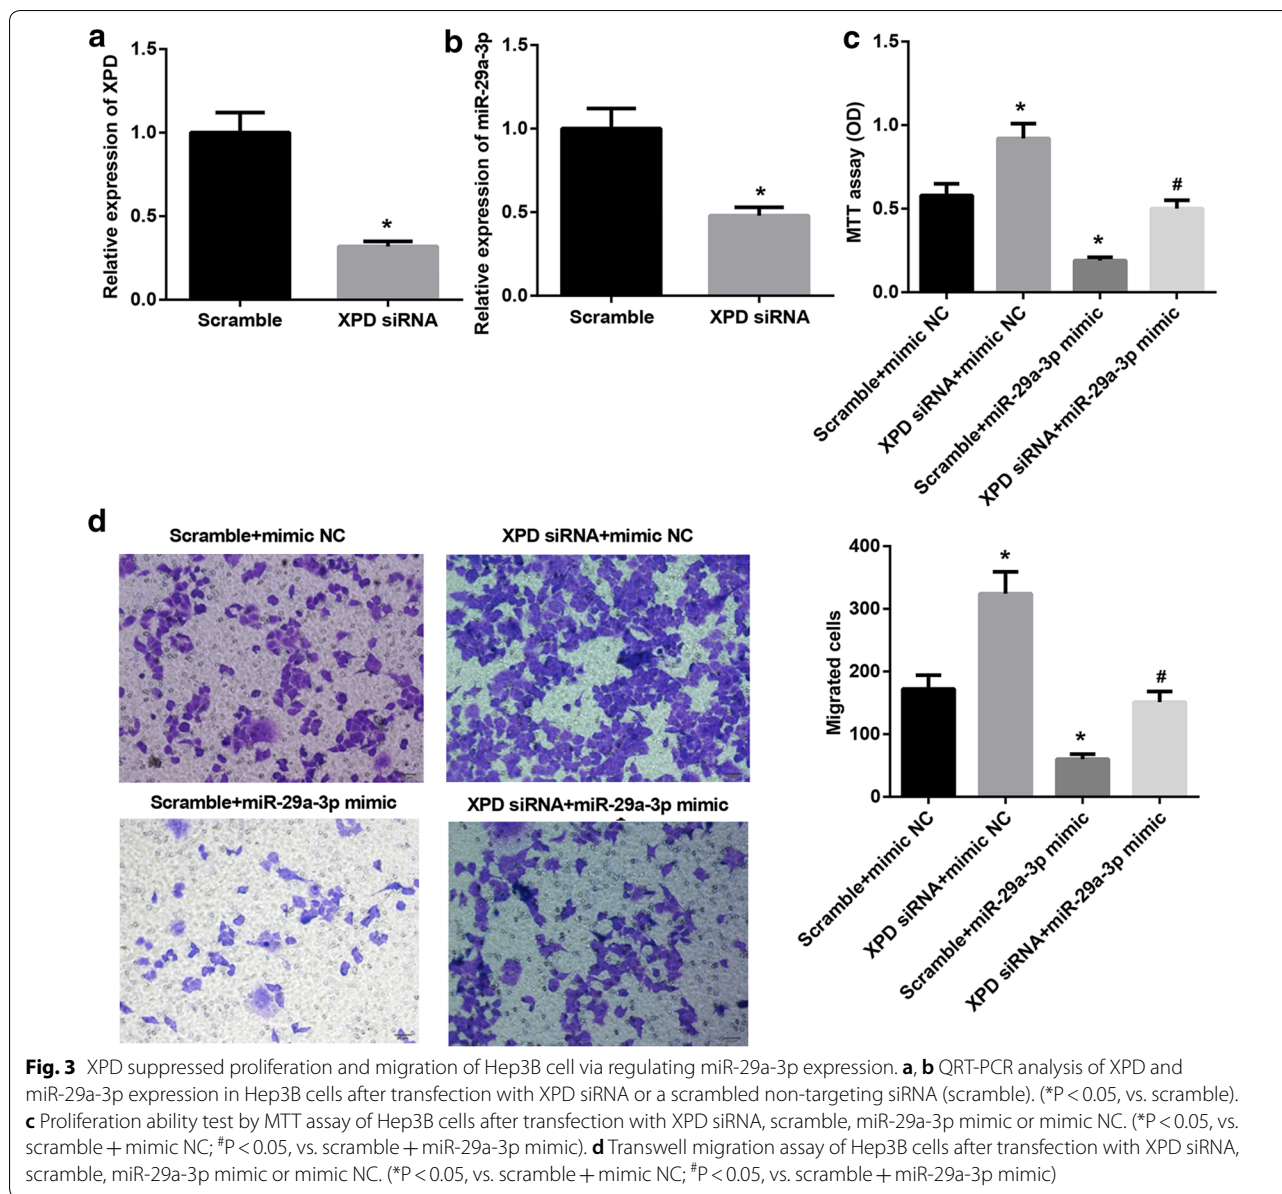 a
Relative expression of XPD
1.5
1.0
0.5
0.0
*
Scramble
XPD siRNA
b
Relative expression of miR-29a-3p
1.5
1.0
0.5
0.0
*
Scramble
XPD siRNA
c
MTT assay (OD)
1.5
1.0
0.5
0.0
*
*
#
Scramble+mimic NC
XPD siRNA+mimic NC
Scramble+miR-29a-3p mimic
XPD siRNA+miR-29a-3p mimic
d
Scramble+mimic NC
XPD siRNA+mimic NC
Scramble+miR-29a-3p mimic
XPD siRNA+miR-29a-3p mimic
Migrated cells
400
300
200
100
0
*
*
#
Scramble+mimic NC
XPD siRNA+mimic NC
Scramble+miR-29a-3p mimic
XPD siRNA+miR-29a-3p mimic
Fig. 3 XPD suppressed proliferation and migration of Hep3B cell via regulating miR-29a-3p expression. a, b QRT-PCR analysis of XPD and
miR-29a-3p expression in Hep3B cells after transfection with XPD siRNA or a scrambled non-targeting siRNA (scramble). (*P < 0.05, vs. scramble).
c Proliferation ability test by MTT assay of Hep3B cells after transfection with XPD siRNA, scramble, miR-29a-3p mimic or mimic NC. (*P < 0.05, vs.
scramble + mimic NC; #P < 0.05, vs. scramble + miR-29a-3p mimic). d Transwell migration assay of Hep3B cells after transfection with XPD siRNA,
scramble, miR-29a-3p mimic or mimic NC. (*P < 0.05, vs. scramble + mimic NC; #P < 0.05, vs. scramble + miR-29a-3p mimic)